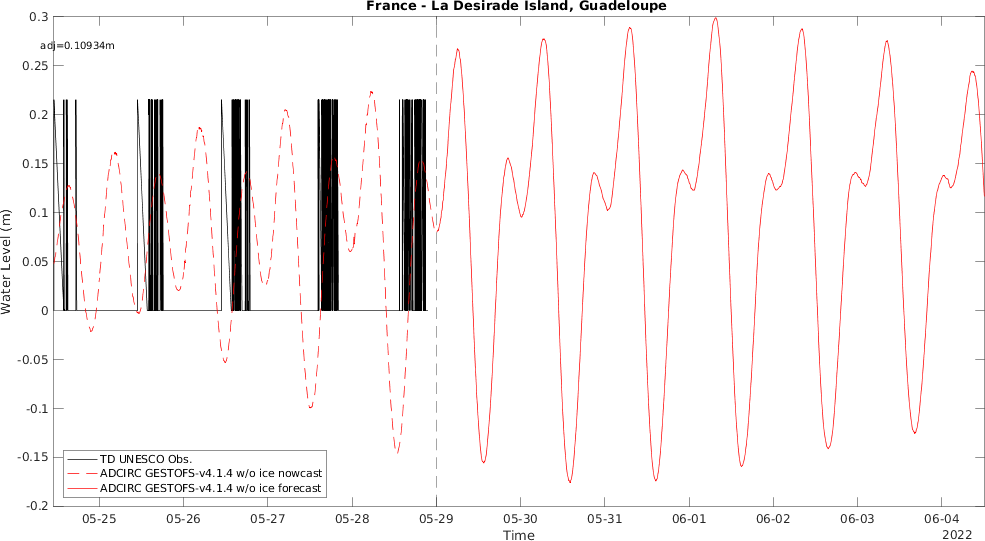 France - La Desirade Island, Guadeloupe
adj=0.10934m
0.3
0.25
0.2
0.15
0.1
0.05
0
-0.05
-0.1
-0.15
-0.2
Water Level (m)
TD UNESCO Obs.
ADCIRC GESTOFS-v4.1.4 w/o ice nowcast
ADCIRC GESTOFS-v4.1.4 w/o ice forecast
05-25 05-26 05-27 05-28 05-29 05-30 05-31 06-01 06-02 06-03 06-04
Time
2022